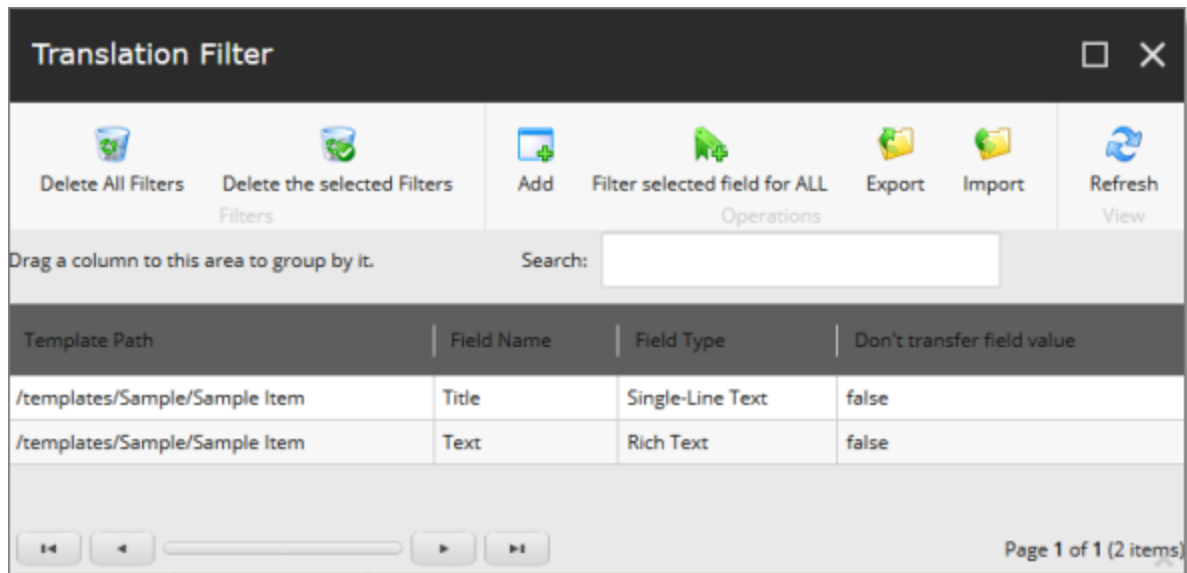 Translation Filter
Delete All Filters Delete the selected Filters Add Filter selected field for ALL Export Import Refresh
Filters Operations View
Drag a column to this area to group by it. Search:
Template Path Field Name Field Type Don't transfer field value
/templates/Sample/Sample Item Title Single-Line Text false
/templates/Sample/Sample Item Text Rich Text false
Page 1 of 1 (2 items)